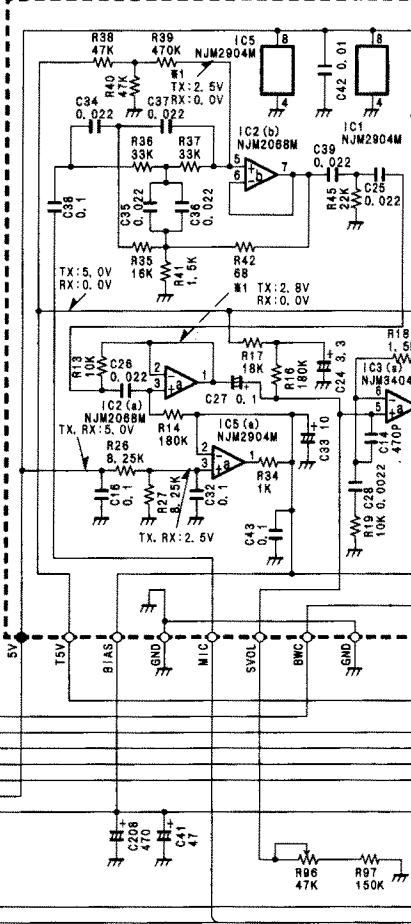 R38
47K
R39
470K
R40
47K
*1
TX:2.5V
RX:0.0V
IC5
NJM2904M
8
4
C42 0.01
8
4
IC1
NJM2904M
C34
0.022
C37
0.022
R36
33K
R37
33K
IC2(b)
NJM2068M
5
6
7
+
-
b
C39
0.022
R45
22K
C25
0.022
C38
0.1
C35
0.022
C36
0.022
R35
16K
R41
1.5K
R42
68
TX:5.0V
RX:0.0V
*1 TX:2.8V
RX:0.0V
R13
10K
C26
0.022
2
3
1
-
+
a
IC2(a)
NJM2068M
C27 0.1
R17
18K
R16
180K
C24 3.3
+
R18
1.5
IC3(a)
NJM3404
6
5
-
+
a
TX,RX:5.0V
R14
180K
IC5(a)
NJM2904M
2
3
1
-
+
a
C33 10
+
C14
470P
R26
8.25K
C16
0.1
R27
8.25K
C32
0.1
R34
1K
C43
0.1
C28
0.0022
R19
10K
TX,RX:2.5V
5V
T5V
BIAS
GND
MIC
SVOL
BWC
GND
C208
470
+
C41
47
+
R96
47K
R97
150K